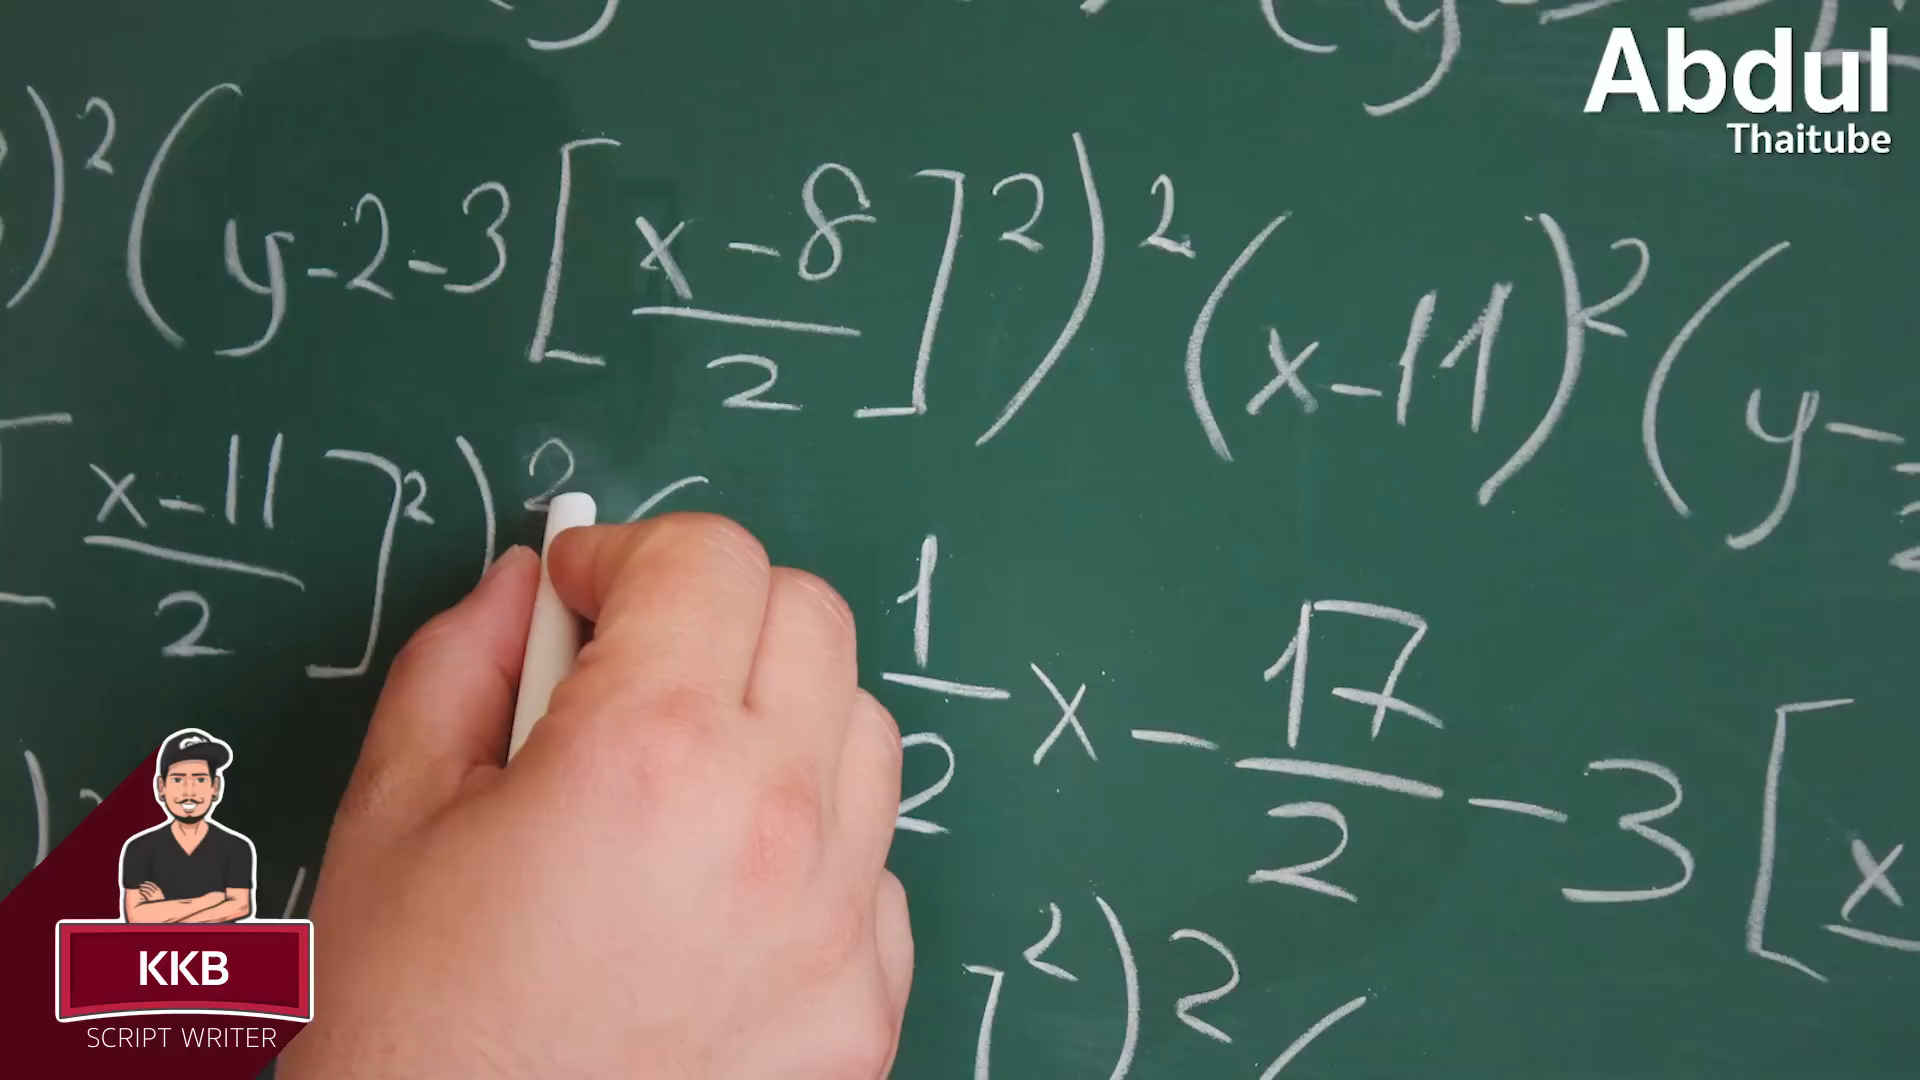 Abdul
Thaitube
)² (y-2-3[x-8/2]²)² (x-11)² (y-
x-11/2]²)² (
1/2 x - 17/2 - 3 [x
]²)² (
KKB
SCRIPT WRITER